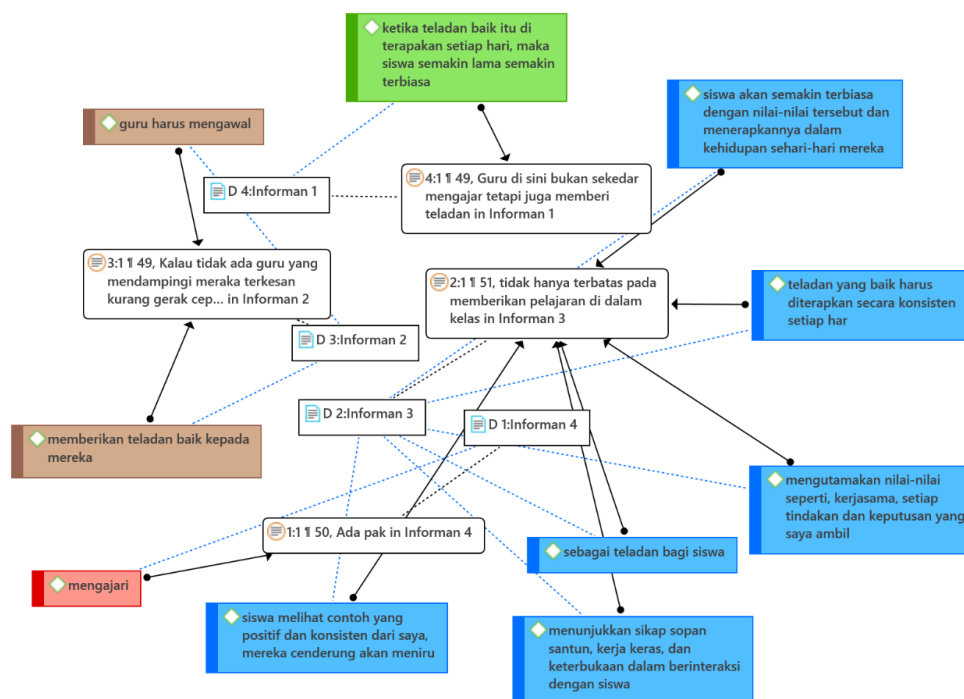 ketika teladan baik itu di
terapakan setiap hari, maka
siswa semakin lama semakin
terbiasa
siswa akan semakin terbiasa
dengan nilai-nilai tersebut dan
menerapkannya dalam
kehidupan sehari-hari mereka
guru harus mengawal
D 4:Informan 1
4:1 ¶ 49, Guru di sini bukan sekedar
mengajar tetapi juga memberi
teladan in Informan 1
3:1 ¶ 49, Kalau tidak ada guru yang
mendampingi meraka terkesan
kurang gerak cep... in Informan 2
2:1 ¶ 51, tidak hanya terbatas pada
memberikan pelajaran di dalam
kelas in Informan 3
teladan yang baik harus
diterapkan secara konsisten
setiap har
D 3:Informan 2
D 2:Informan 3
D 1:Informan 4
memberikan teladan baik kepada
mereka
mengutamakan nilai-nilai
seperti, kerjasama, setiap
tindakan dan keputusan yang
saya ambil
1:1 ¶ 50, Ada pak in Informan 4
sebagai teladan bagi siswa
mengajari
siswa melihat contoh yang
positif dan konsisten dari saya,
mereka cenderung akan meniru
menunjukkan sikap sopan
santun, kerja keras, dan
keterbukaan dalam berinteraksi
dengan siswa